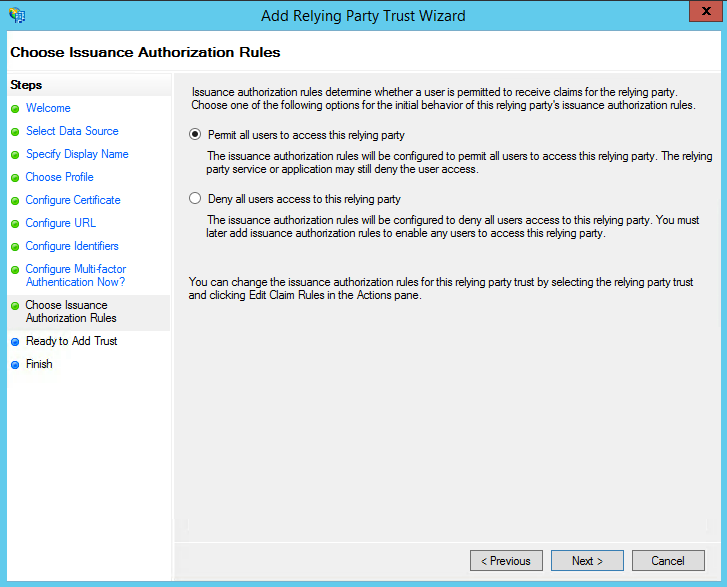 Add Relying Party Trust Wizard
X
Choose Issuance Authorization Rules
Steps
Welcome
Select Data Source
Specify Display Name
Choose Profile
Configure Certificate
Configure URL
Configure Identifiers
Configure Multi-factor
Authentication Now?
Choose Issuance
Authorization Rules
Ready to Add Trust
Finish
Issuance authorization rules determine whether a user is permitted to receive claims for the relying party.
Choose one of the following options for the initial behavior of this relying party's issuance authorization rules.
Permit all users to access this relying party
The issuance authorization rules will be configured to permit all users to access this relying party. The relying
party service or application may still deny the user access.
Deny all users access to this relying party
The issuance authorization rules will be configured to deny all users access to this relying party. You must
later add issuance authorization rules to enable any users to access this relying party.
You can change the issuance authorization rules for this relying party trust by selecting the relying party trust
and clicking Edit Claim Rules in the Actions pane.
< Previous
Next >
Cancel